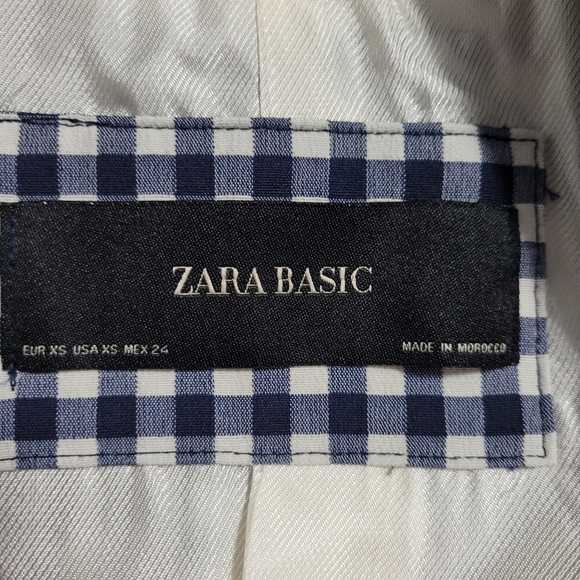 ZARA BASIC
EUR XS USA XS MEX 24 MADE IN MOROCCO